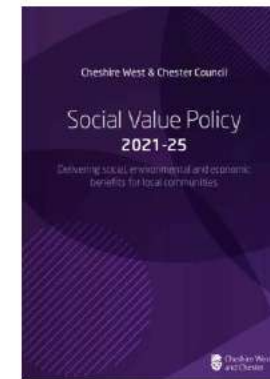 Cheshire West & Chester Council
Social Value Policy
2021-25
Delivering social, environmental and economic
benefits for local communities
Cheshire West
and Chester